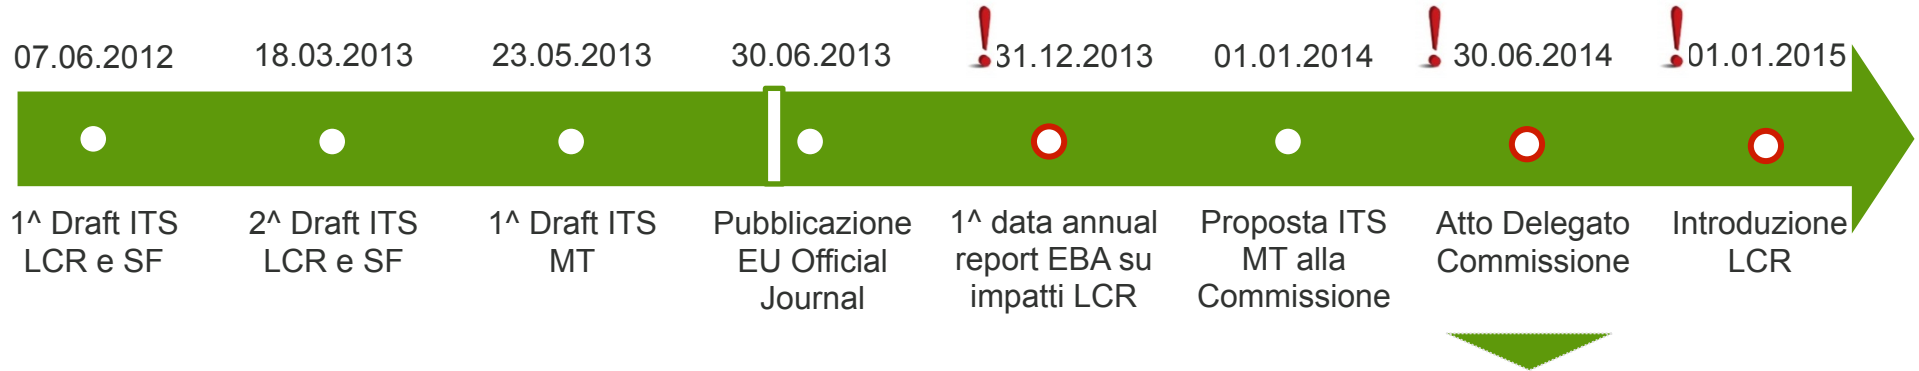 07.06.2012
18.03.2013
23.05.2013
30.06.2013
31.12.2013
01.01.2014
30.06.2014
01.01.2015
1^ Draft ITS
LCR e SF
2^ Draft ITS
LCR e SF
1^ Draft ITS
MT
Pubblicazione
EU Official
Journal
1^ data annual
report EBA su
impatti LCR
Proposta ITS
MT alla
Commissione
Atto Delegato
Commissione
Introduzione
LCR